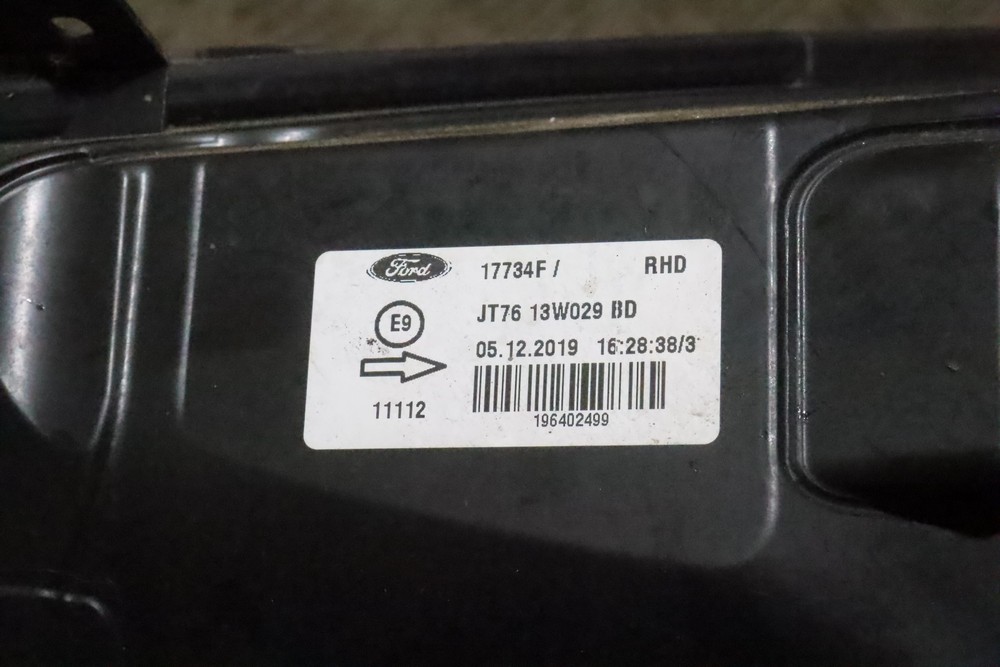 Ford 17734F / RHD
E9 JT76 13W029 BD
05.12.2019 16:28:38/3
11112
196402499